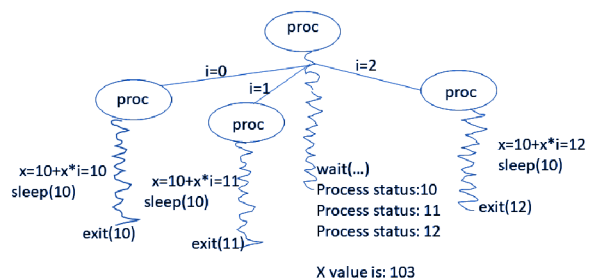 proc
i=0
i=1
i=2
proc
proc
proc
x=10+x*i=10
sleep(10)
exit(10)
x=10+x*i=11
sleep(10)
exit(11)
wait(...)
Process status:10
Process status: 11
Process status: 12
X value is: 103
x=10+x*i=12
sleep(10)
exit(12)